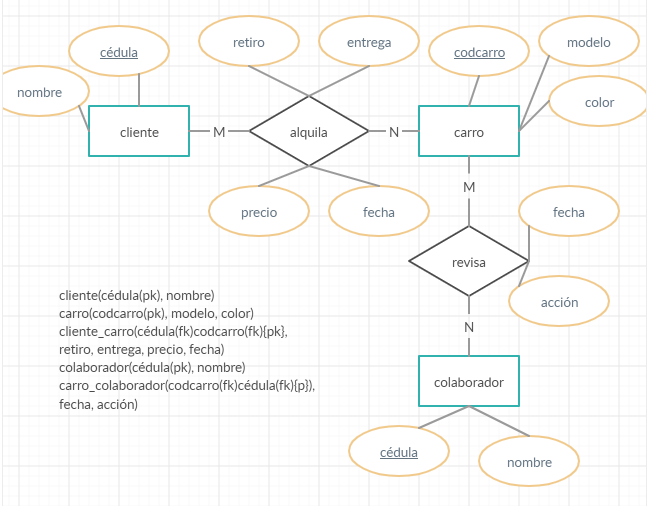 retiro
entrega
cédula
codcarro
modelo
nombre
color
cliente
M
alquila
N
carro
M
precio
fecha
fecha
revisa
acción
cliente(cédula(pk), nombre)
carro(codcarro(pk), modelo, color)
cliente_carro(cédula(fk)codcarro(fk){pk},
retiro, entrega, precio, fecha)
colaborador(cédula(pk), nombre)
carro_colaborador(codcarro(fk)cédula(fk){p}),
fecha, acción)
N
colaborador
cédula
nombre